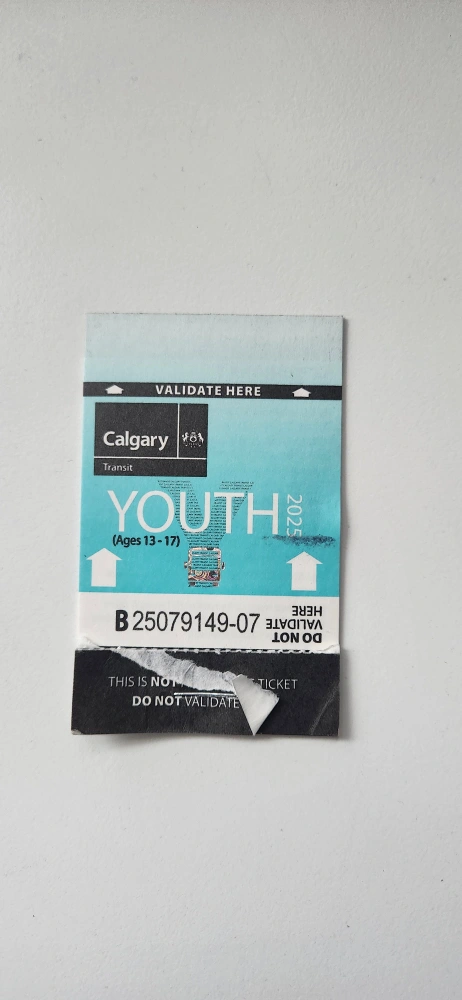 VALIDATE HERE
Calgary
Transit
YOUTH 2025
(Ages 13 - 17)
B 25079149-07
DO NOT
VALIDATE
HERE
THIS IS NOT TICKET
DO NOT VALIDATE